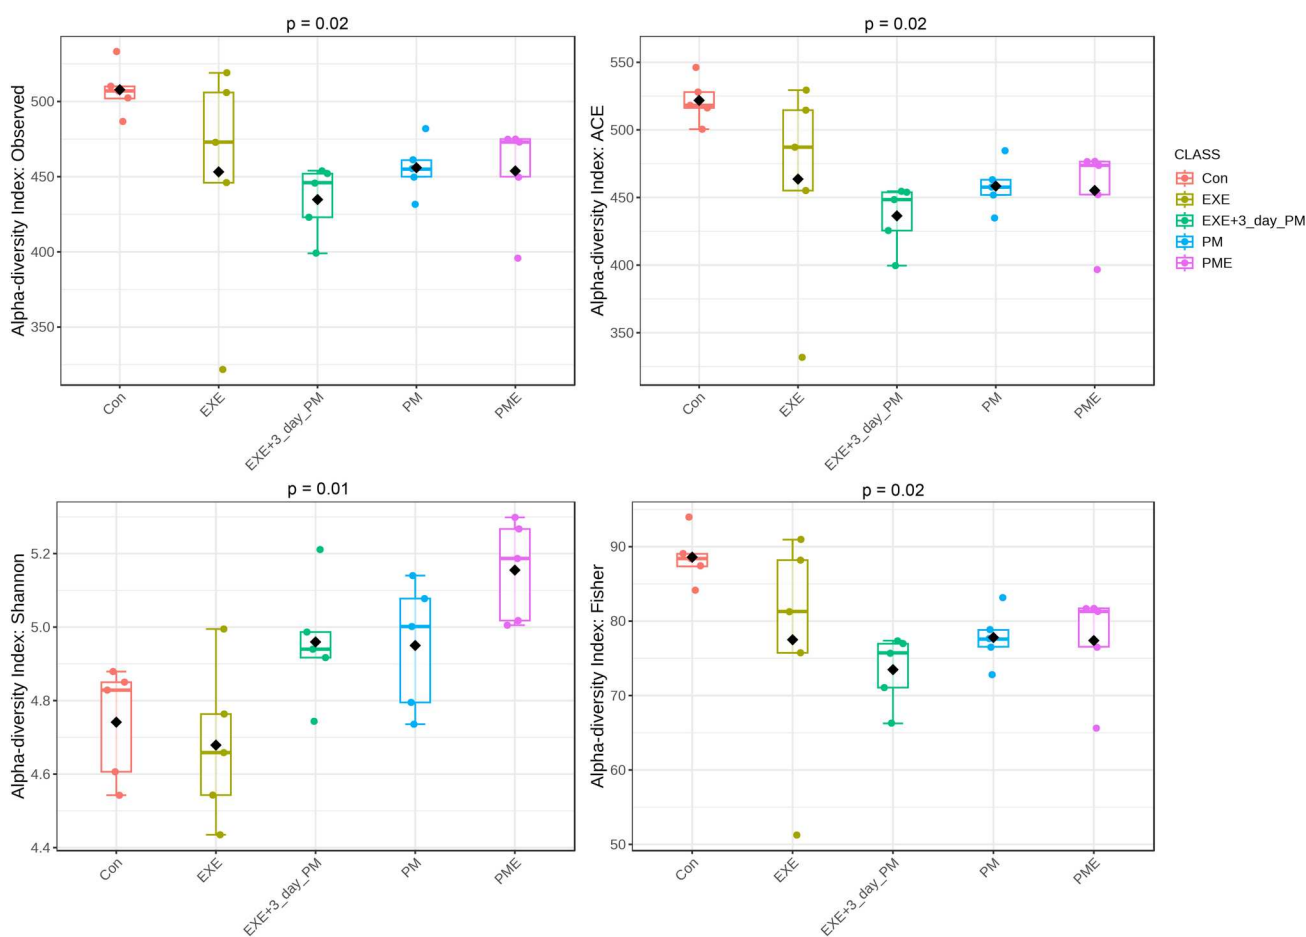 p = 0.02
Alpha-diversity Index: Observed
500
450
400
350
Con
EXE
EXE+3_day_PM
PM
PME
p = 0.02
Alpha-diversity Index: ACE
550
500
450
400
350
Con
EXE
EXE+3_day_PM
PM
PME
CLASS
Con
EXE
EXE+3_day_PM
PM
PME
p = 0.01
Alpha-diversity Index: Shannon
5.2
5.0
4.8
4.6
4.4
Con
EXE
EXE+3_day_PM
PM
PME
p = 0.02
Alpha-diversity Index: Fisher
90
80
70
60
50
Con
EXE
EXE+3_day_PM
PM
PME